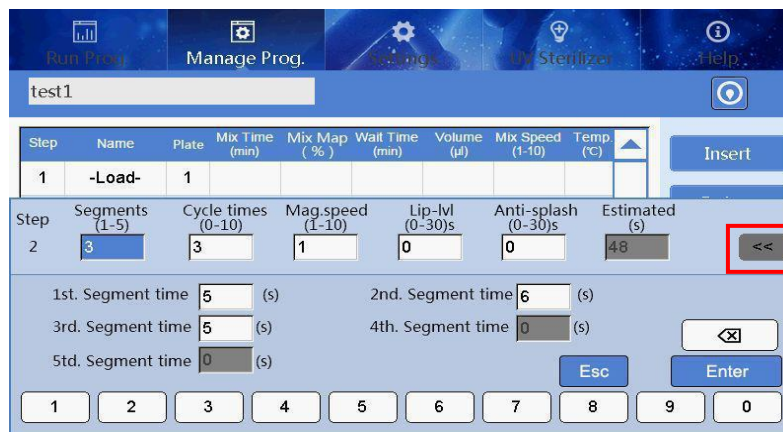 Run Prog. Manage Prog. Settings UV Sterilizer Help
test1
Step Name Plate Mix Time (min) Mix Map ( % ) Wait Time (min) Volume (µl) Mix Speed (1-10) Temp. (℃)
Insert
1 -Load- 1
Step Segments (1-5) Cycle times (0-10) Mag.speed (1-10) Lip-lvl (0-30)s Anti-splash (0-30)s Estimated (s)
2 3 3 1 0 0 48 <<
1st. Segment time 5 (s) 2nd. Segment time 6 (s)
3rd. Segment time 5 (s) 4th. Segment time 0 (s)
5td. Segment time 0 (s)
Esc Enter
1 2 3 4 5 6 7 8 9 0